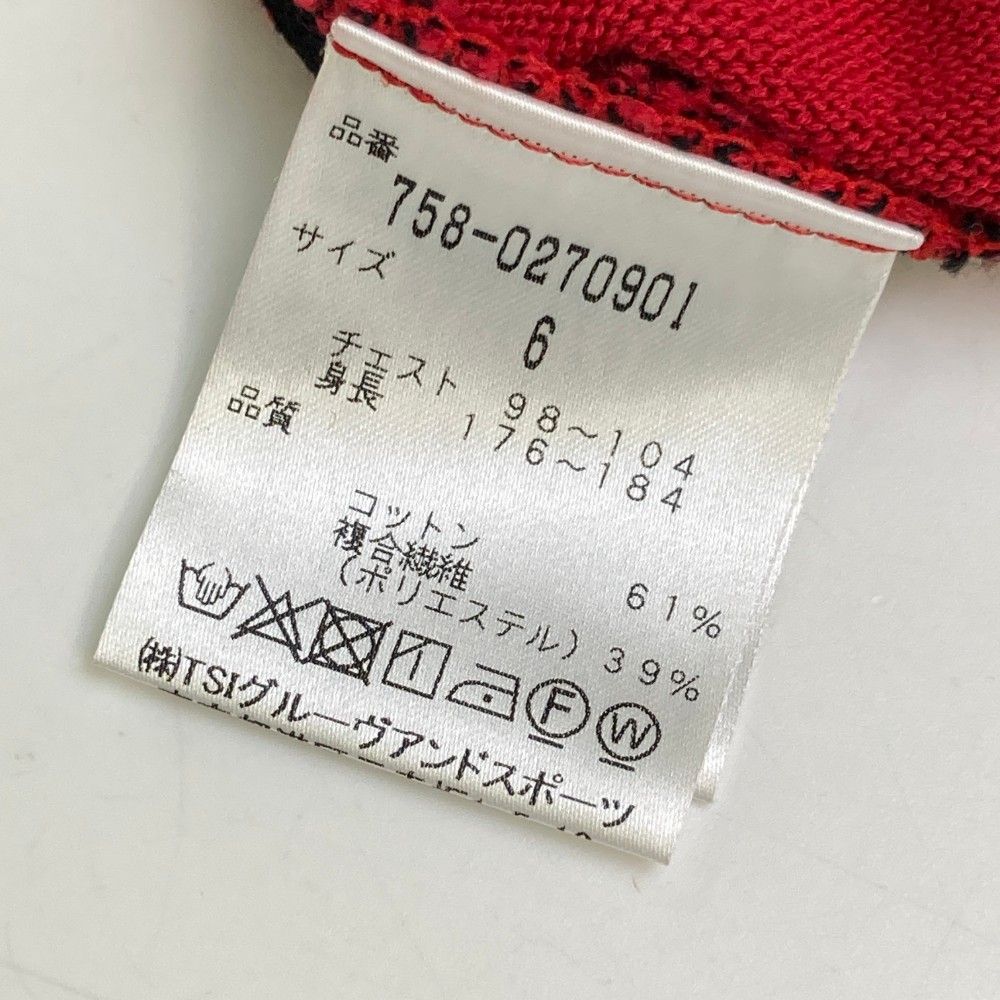 品番
758-0270901
サイズ
6
チェスト 98～104
身長 176～184
品質
コットン 61%
複合繊維
(ポリエステル) 39%
F W
(株)TSIグルーヴアンドスポーツ